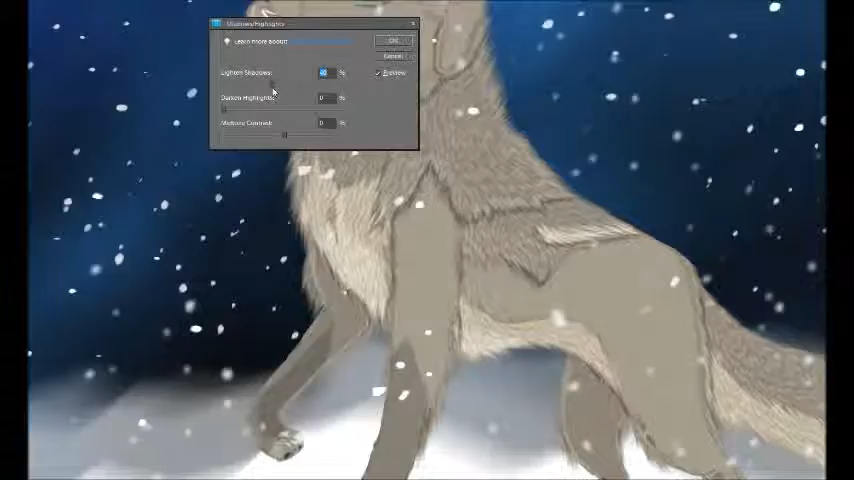 Shadows/Highlights
Learn more about:
OK
Cancel
Lighten Shadows: %
Preview
Darken Highlights: 0 %
Midtone Contrast: 0 %